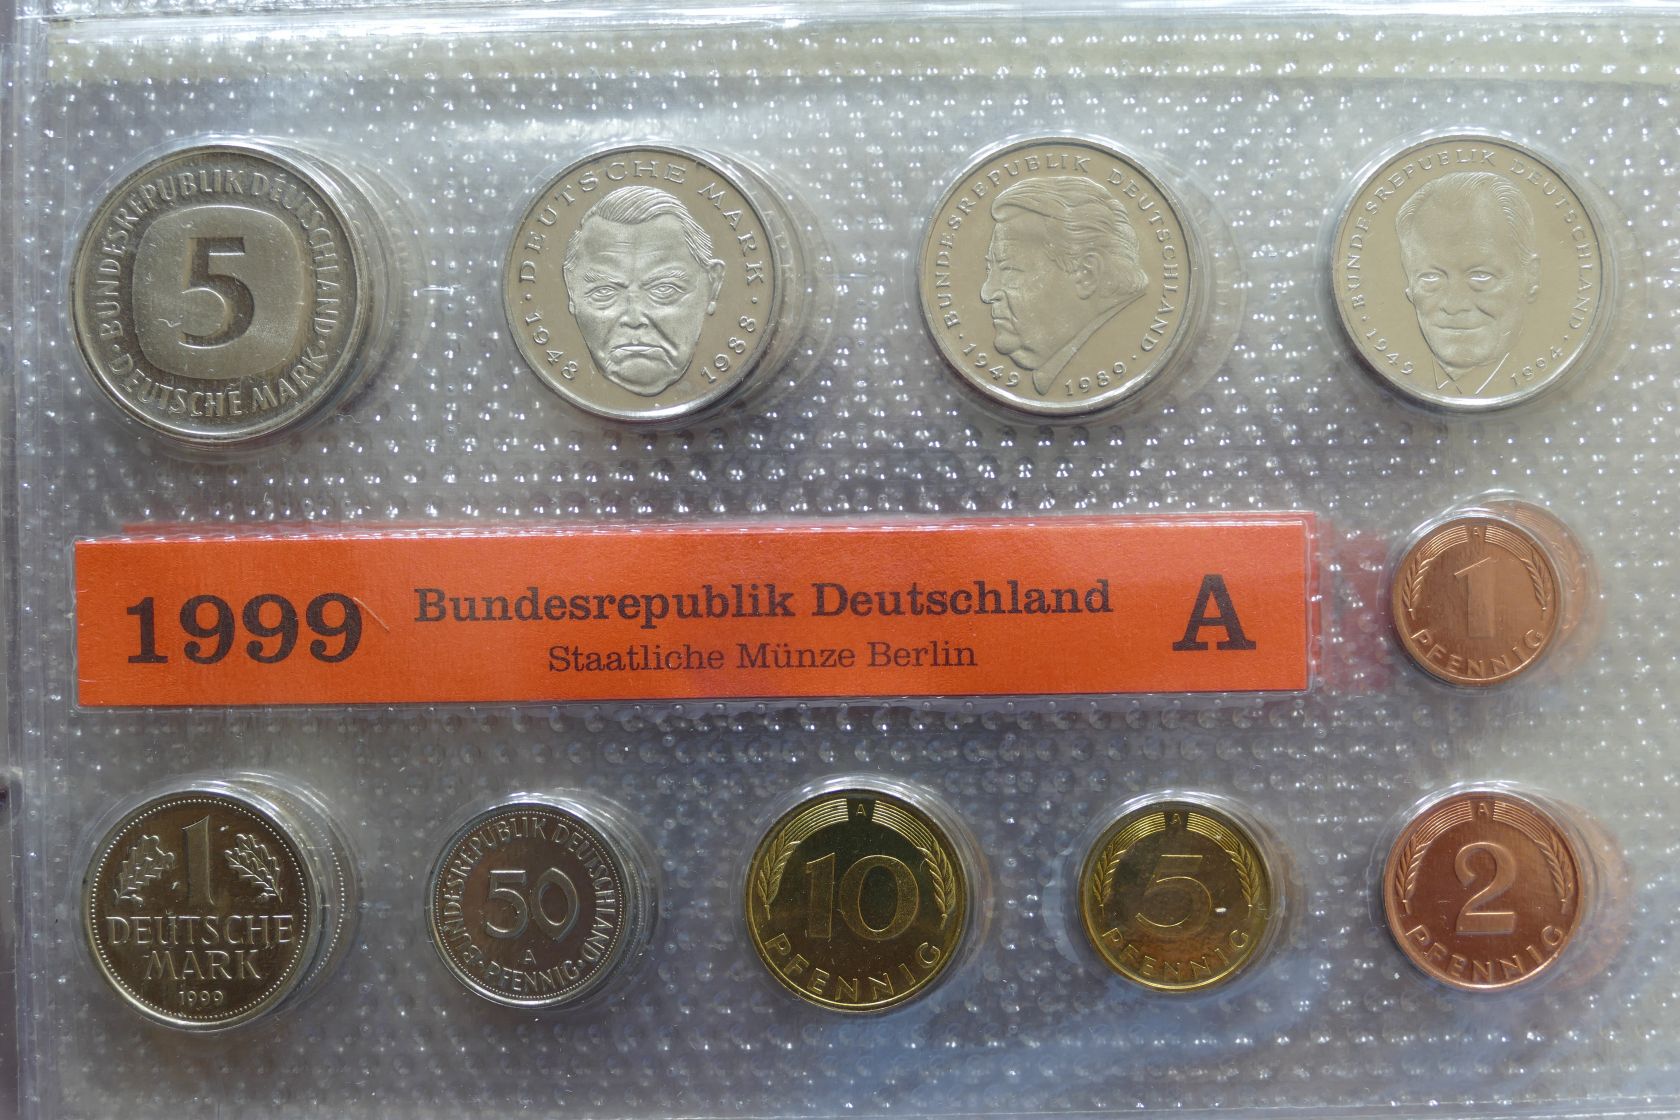 BUNDESREPUBLIK DEUTSCHLAND
5
DEUTSCHE MARK
DEUTSCHE MARK
1948 1988
BUNDESREPUBLIK DEUTSCHLAND
1949 1989
BUNDESREPUBLIK DEUTSCHLAND
1949 1994
1999
Bundesrepublik Deutschland
Staatliche Münze Berlin
A
A
1
PFENNIG
1
DEUTSCHE
MARK
1999
BUNDESREPUBLIK DEUTSCHLAND
50
A
PFENNIG
A
10
PFENNIG
A
5
PFENNIG
A
2
PFENNIG